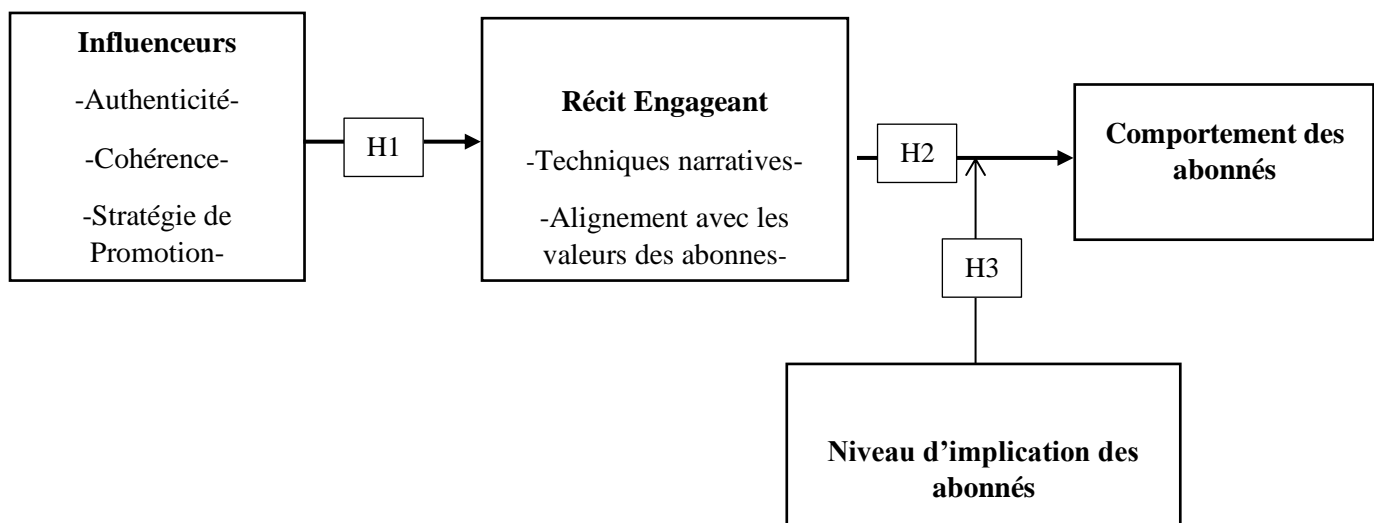 Influenceurs
-Authenticité-
-Cohérence-
-Stratégie de
Promotion-
H1
Récit Engageant
-Techniques narratives-
-Alignement avec les
valeurs des abonnes-
H2
Comportement des
abonnés
H3
Niveau d’implication des
abonnés